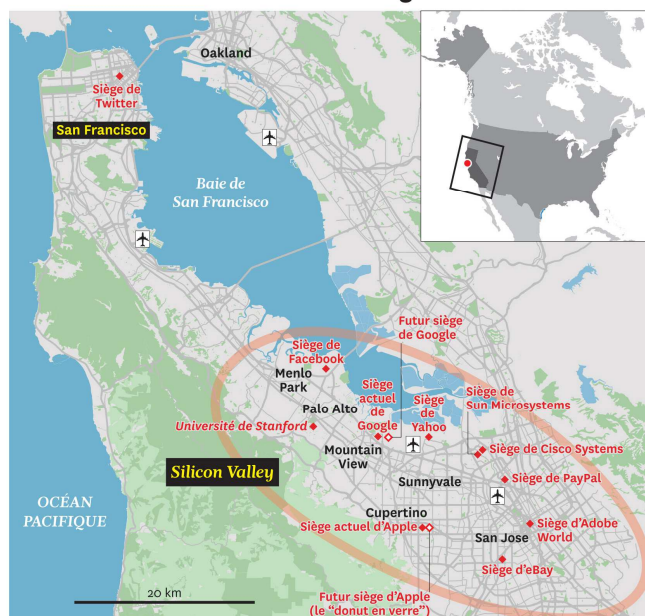 Oakland
Siège de
Twitter
San Francisco
Baie de
San Francisco
Futur siège
de Google
Siège de
Facebook
Menlo
Park
Siège
actuel
de
Google
Siège
de
Yahoo
Siège de
Sun Microsystems
Palo Alto
Université de Stanford
Mountain
View
Siège de Cisco Systems
Silicon Valley
Sunnyvale
Siège de PayPal
OCÉAN
PACIFIQUE
Cupertino
Siège actuel d'Apple
Siège d'Adobe
World
San Jose
Siège d'eBay
20 km
Futur siège d'Apple
(le "donut en verre")